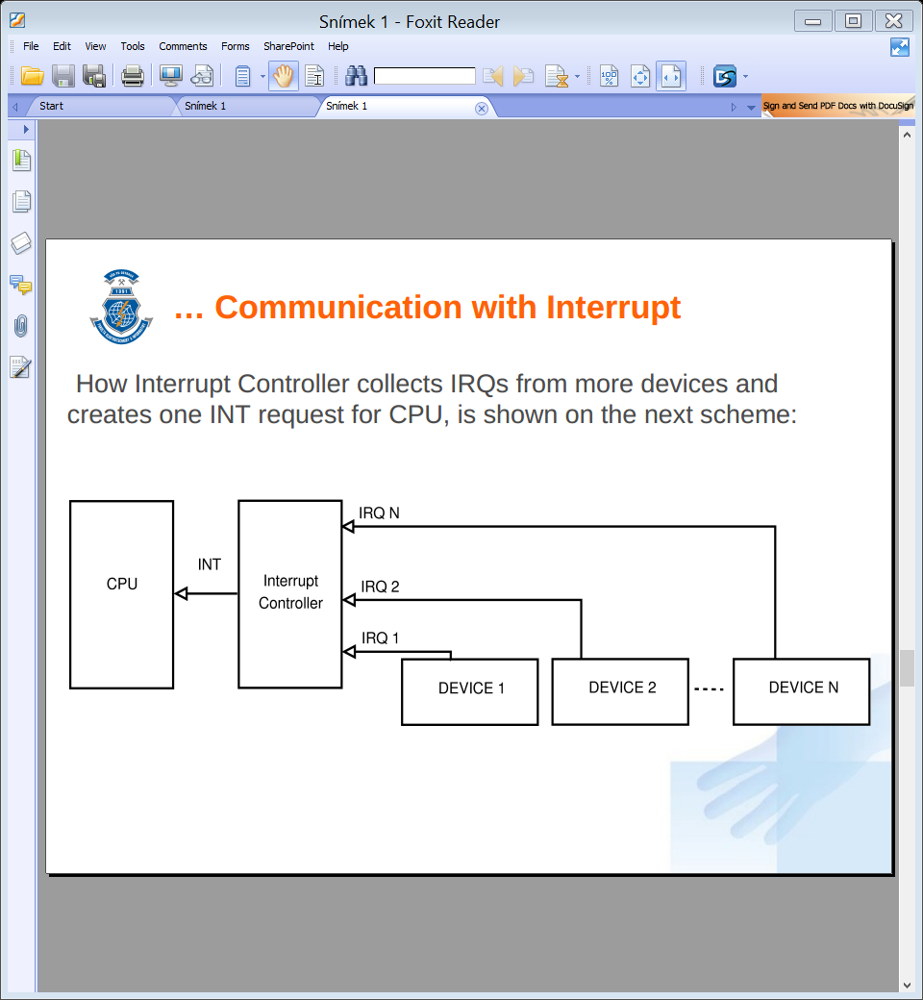 Snímek 1 - Foxit Reader
File Edit View Tools Comments Forms SharePoint Help
Start
Snímek 1
Snímek 1
Sign and Send PDF Docs with DocuSign
1991
... Communication with Interrupt
How Interrupt Controller collects IRQs from more devices and
creates one INT request for CPU, is shown on the next scheme:
IRQ N
INT
CPU
Interrupt
Controller
IRQ 2
IRQ 1
DEVICE 1
DEVICE 2
DEVICE N